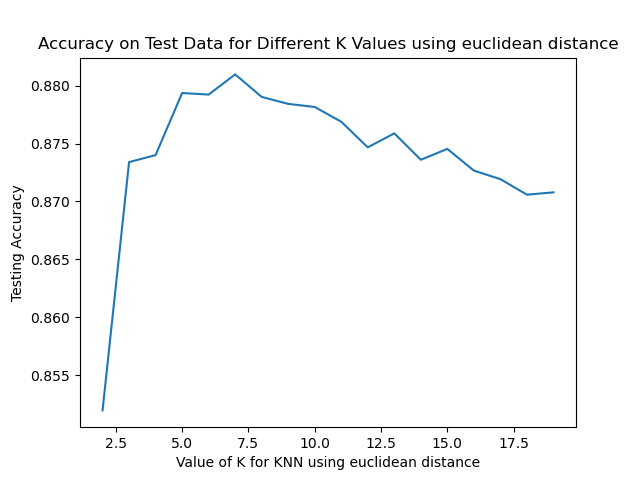 Accuracy on Test Data for Different K Values using euclidean distance
0.880
0.875
0.870
0.865
0.860
0.855
Testing Accuracy
2.5 5.0 7.5 10.0 12.5 15.0 17.5
Value of K for KNN using euclidean distance